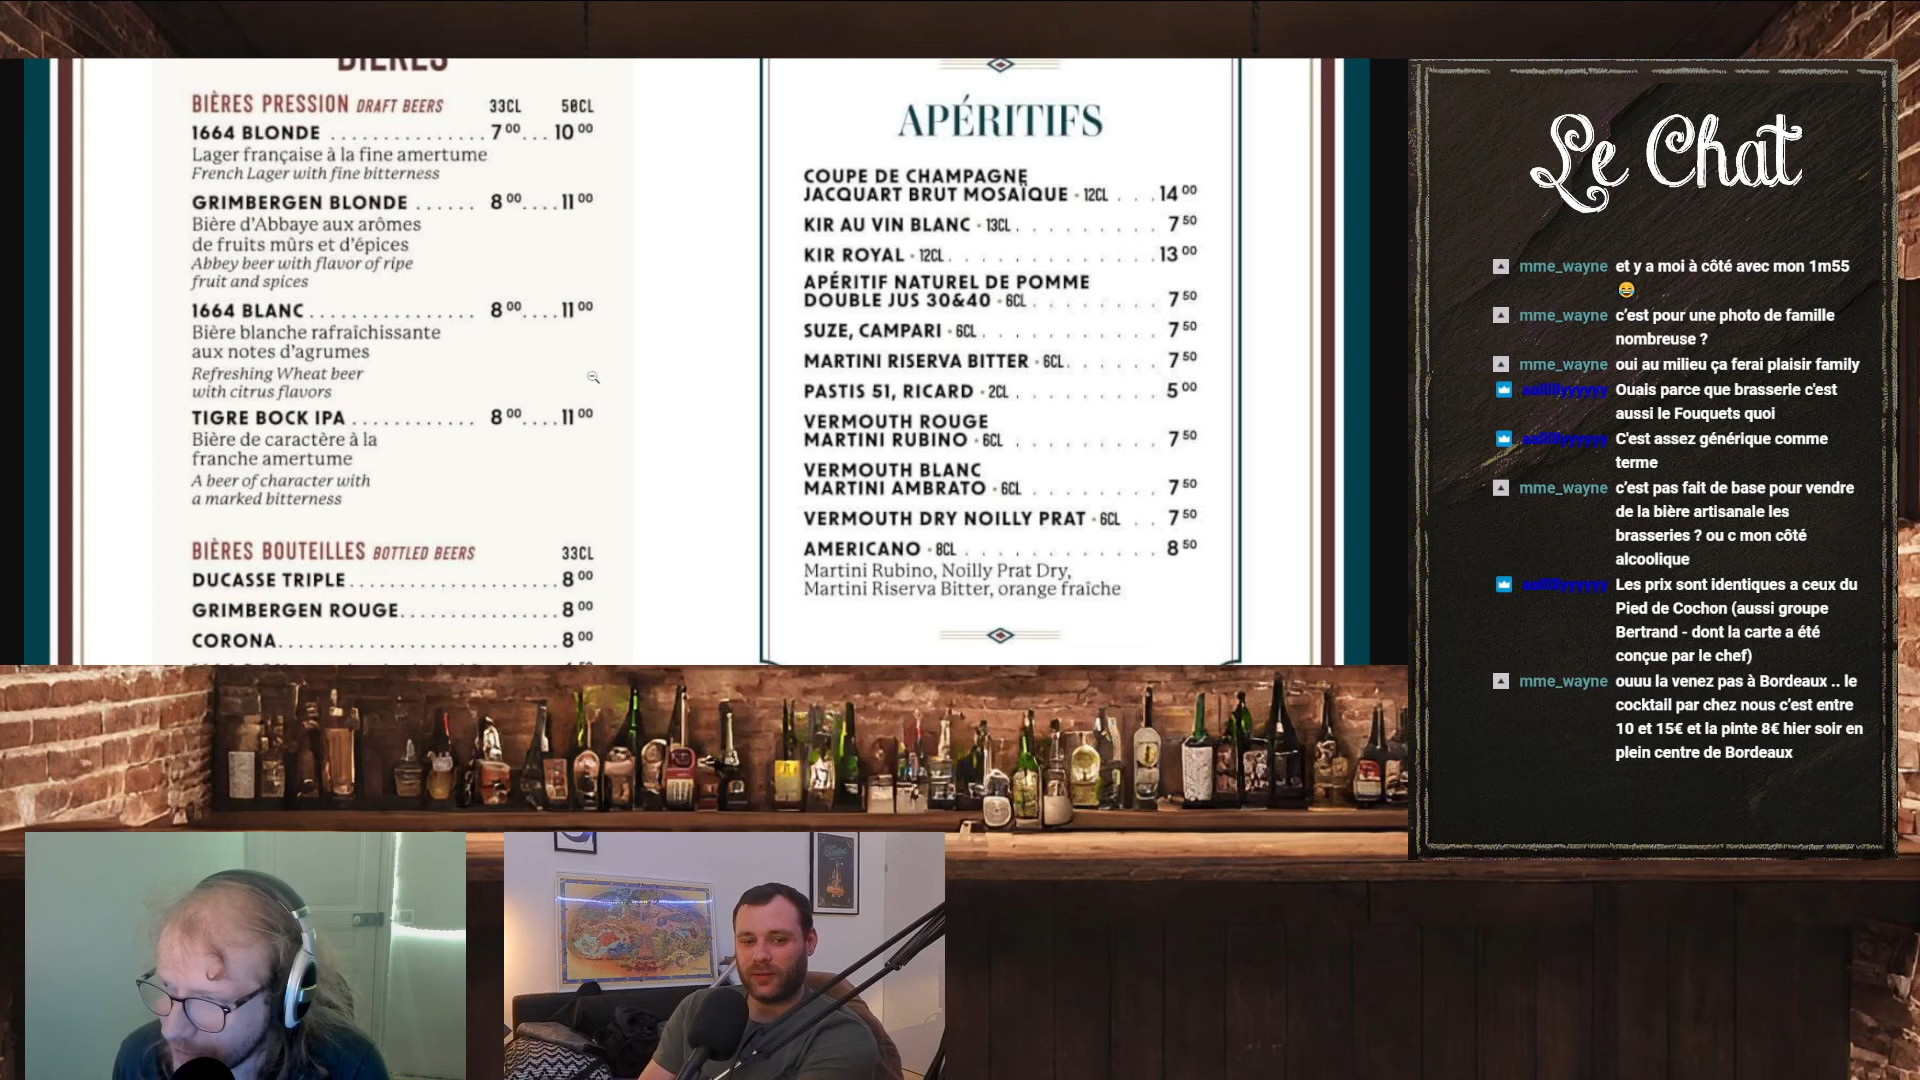 BIÈRES
BIÈRES PRESSION DRAFT BEERS 33CL 50CL
1664 BLONDE 7 00 10 00
Lager française à la fine amertume
French Lager with fine bitterness
GRIMBERGEN BLONDE 8 00 11 00
Bière d'Abbaye aux arômes
de fruits mûrs et d'épices
Abbey beer with flavor of ripe
fruit and spices
1664 BLANC 8 00 11 00
Bière blanche rafraîchissante
aux notes d'agrumes
Refreshing Wheat beer
with citrus flavors
TIGRE BOCK IPA 8 00 11 00
Bière de caractère à la
franche amertume
A beer of character with
a marked bitterness
BIÈRES BOUTEILLES BOTTLED BEERS 33CL
DUCASSE TRIPLE 8 00
GRIMBERGEN ROUGE 8 00
CORONA 8 00
APÉRITIFS
COUPE DE CHAMPAGNE
JACQUART BRUT MOSAÏQUE • 12CL 14 00
KIR AU VIN BLANC • 13CL 7 50
KIR ROYAL • 12CL 13 00
APÉRITIF NATUREL DE POMME
DOUBLE JUS 30&40 • 6CL 7 50
SUZE, CAMPARI • 6CL 7 50
MARTINI RISERVA BITTER • 6CL 7 50
PASTIS 51, RICARD • 2CL 5 00
VERMOUTH ROUGE
MARTINI RUBINO • 6CL 7 50
VERMOUTH BLANC
MARTINI AMBRATO • 6CL 7 50
VERMOUTH DRY NOILLY PRAT • 6CL 7 50
AMERICANO • 8CL 8 50
Martini Rubino, Noilly Prat Dry,
Martini Riserva Bitter, orange fraîche
Le Chat
mme_wayne et y a moi à côté avec mon 1m55
😂
mme_wayne c'est pour une photo de famille
nombreuse ?
mme_wayne oui au milieu ça ferai plaisir family
Ouais parce que brasserie c'est
aussi le Fouquets quoi
C'est assez générique comme
terme
mme_wayne c'est pas fait de base pour vendre
de la bière artisanale les
brasseries ? ou c mon côté
alcoolique
Les prix sont identiques a ceux du
Pied de Cochon (aussi groupe
Bertrand - dont la carte a été
conçue par le chef)
mme_wayne ouuu la venez pas à Bordeaux .. le
cocktail par chez nous c'est entre
10 et 15€ et la pinte 8€ hier soir en
plein centre de Bordeaux